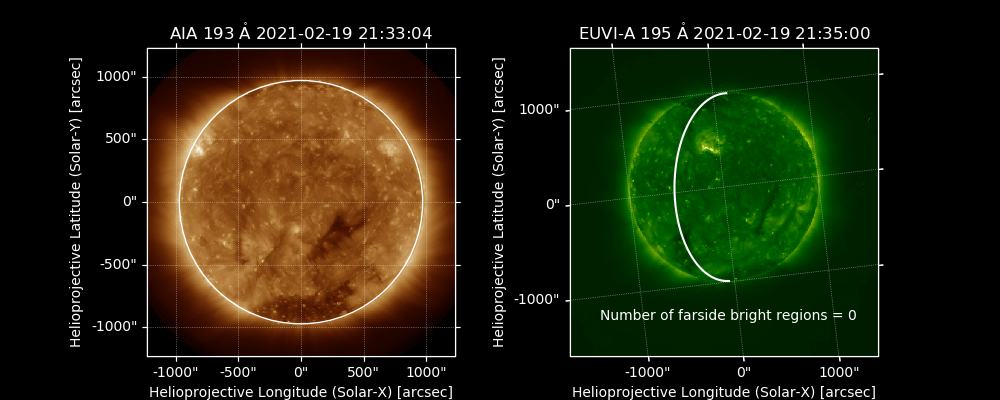 AIA 193 Å 2021-02-19 21:33:04
Helioprojective Latitude (Solar-Y) [arcsec]
1000"
500"
0"
-500"
-1000"
-1000"
-500"
0"
500"
1000"
Helioprojective Longitude (Solar-X) [arcsec]
EUVI-A 195 Å 2021-02-19 21:35:00
Helioprojective Latitude (Solar-Y) [arcsec]
1000"
0"
-1000"
Number of farside bright regions = 0
-1000"
0"
1000"
Helioprojective Longitude (Solar-X) [arcsec]